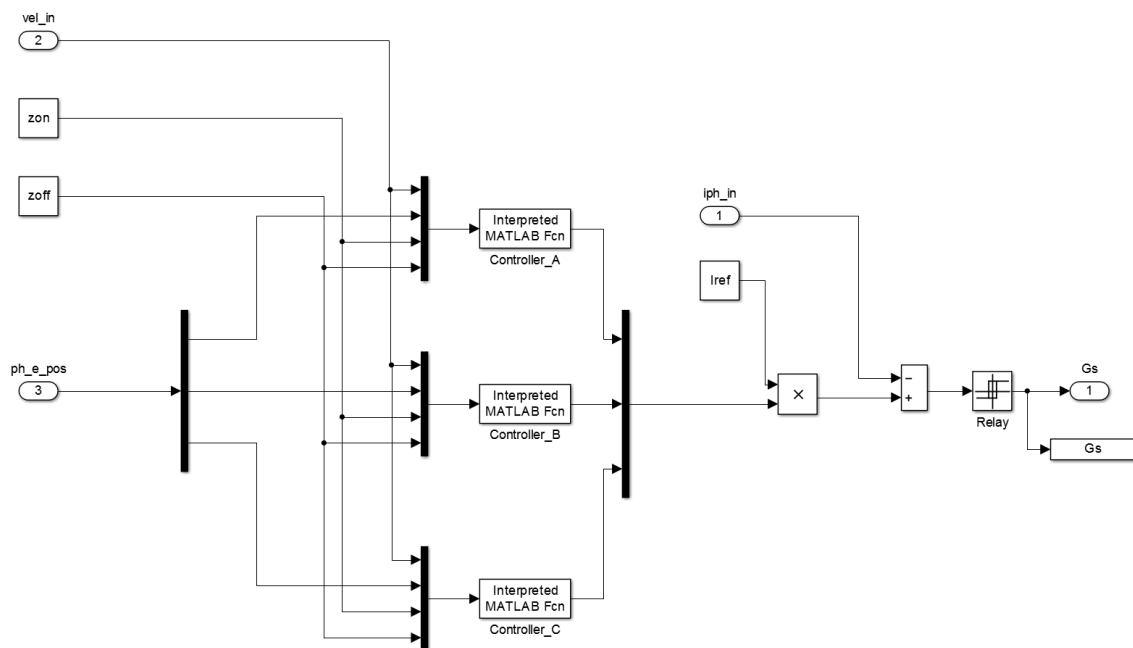 vel_in
2
zon
zoff
ph_e_pos
3
Interpreted
MATLAB Fcn
Controller_A
Interpreted
MATLAB Fcn
Controller_B
Interpreted
MATLAB Fcn
Controller_C
iph_in
1
Iref
×
−
+
Relay
Gs
1
Gs